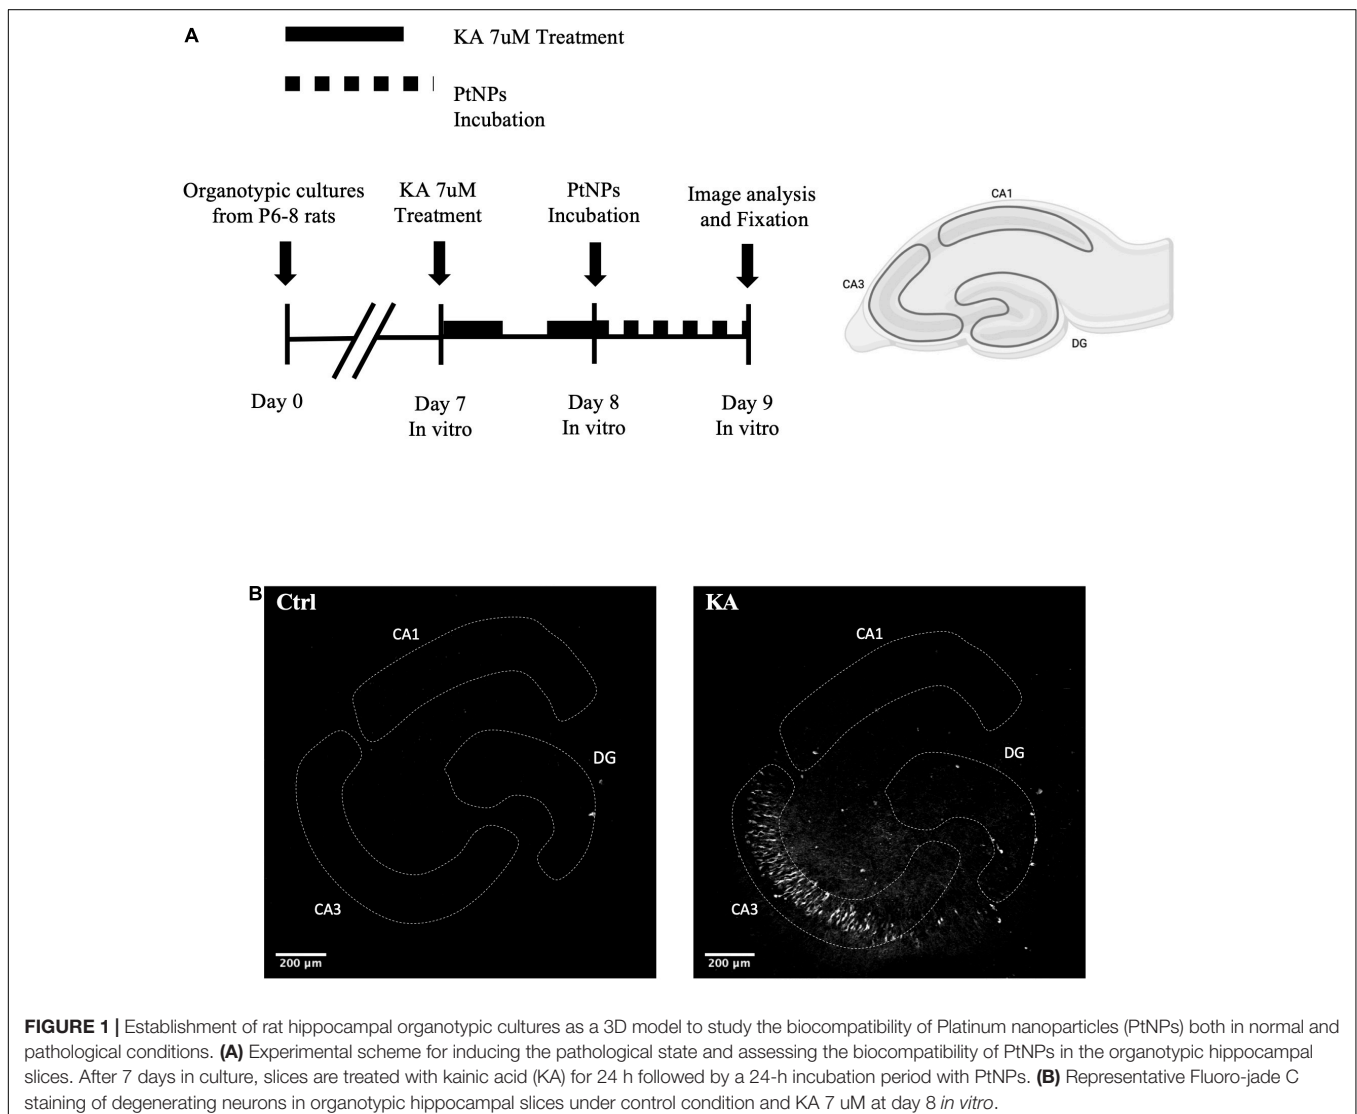 A
KA 7uM Treatment
PtNPs
Incubation
Organotypic cultures
from P6-8 rats
KA 7uM
Treatment
PtNPs
Incubation
Image analysis
and Fixation
Day 0
Day 7
In vitro
Day 8
In vitro
Day 9
In vitro
CA1
CA3
DG
B
Ctrl
CA1
DG
CA3
200 µm
KA
CA1
DG
CA3
200 µm
FIGURE 1 | Establishment of rat hippocampal organotypic cultures as a 3D model to study the biocompatibility of Platinum nanoparticles (PtNPs) both in normal and
pathological conditions. (A) Experimental scheme for inducing the pathological state and assessing the biocompatibility of PtNPs in the organotypic hippocampal
slices. After 7 days in culture, slices are treated with kainic acid (KA) for 24 h followed by a 24-h incubation period with PtNPs. (B) Representative Fluoro-jade C
staining of degenerating neurons in organotypic hippocampal slices under control condition and KA 7 uM at day 8 in vitro.